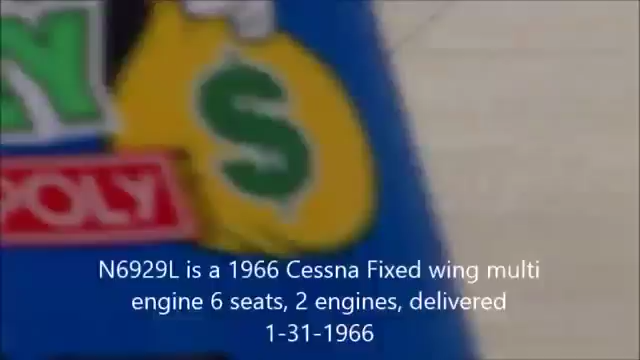 Y
$
POLY
N6929L is a 1966 Cessna Fixed wing multi
engine 6 seats, 2 engines, delivered
1-31-1966